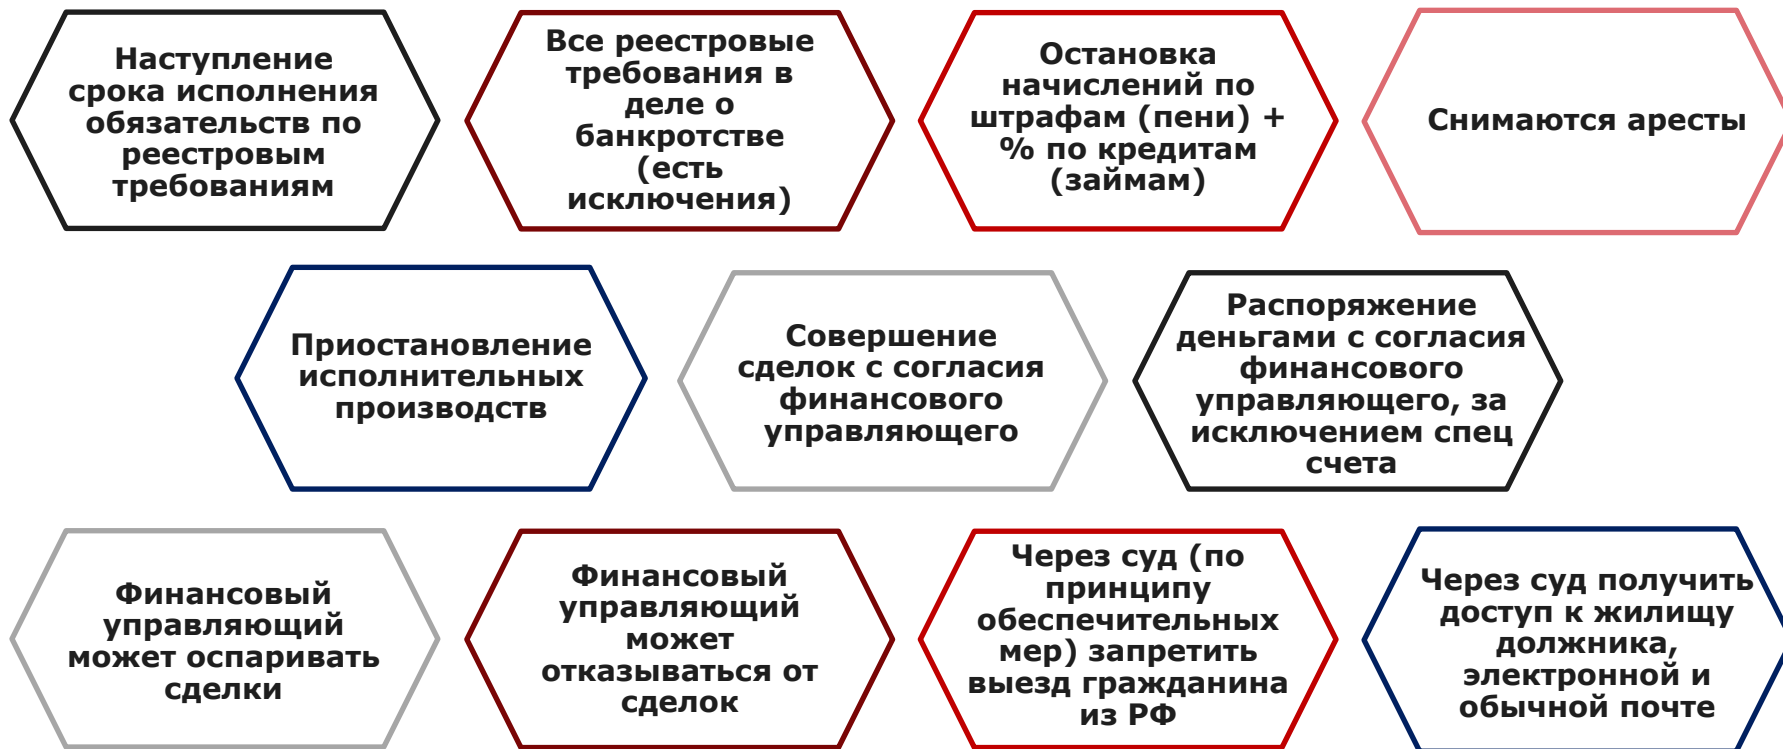 Наступление
срока исполнения
обязательств по
реестровым
требованиям
Все реестровые
требования в
деле о
банкротстве
(есть
исключения)
Остановка
начислений по
штрафам (пени) +
% по кредитам
(займам)
Снимаются аресты
Приостановление
исполнительных
производств
Совершение
сделок с согласия
финансового
управляющего
Распоряжение
деньгами с согласия
финансового
управляющего, за
исключением спец
счета
Финансовый
управляющий
может оспаривать
сделки
Финансовый
управляющий
может
отказываться от
сделок
Через суд (по
принципу
обеспечительных
мер) запретить
выезд гражданина
из РФ
Через суд получить
доступ к жилищу
должника,
электронной и
обычной почте